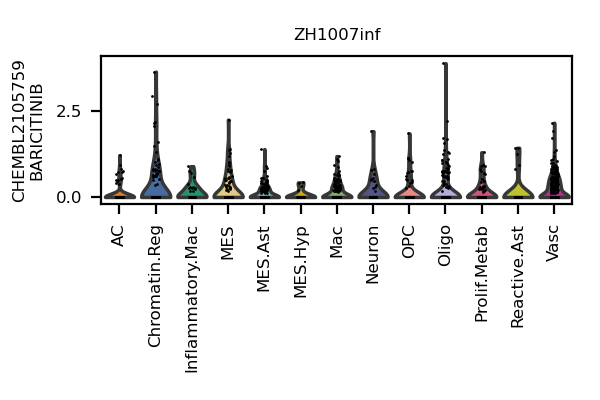 ZH1007inf
CHEMBL2105759
BARICITINIB
2.5
0.0
AC
Chromatin.Reg
Inflammatory.Mac
MES
MES.Ast
MES.Hyp
Mac
Neuron
OPC
Oligo
Prolif.Metab
Reactive.Ast
Vasc